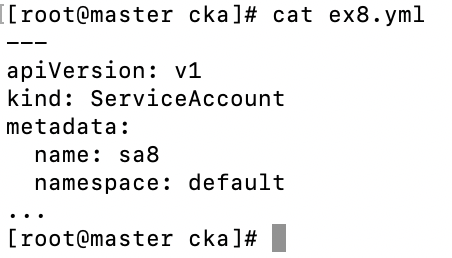 [[root@master cka]# cat ex8.yml
---
apiVersion: v1
kind: ServiceAccount
metadata:
  name: sa8
  namespace: default
...
[root@master cka]#